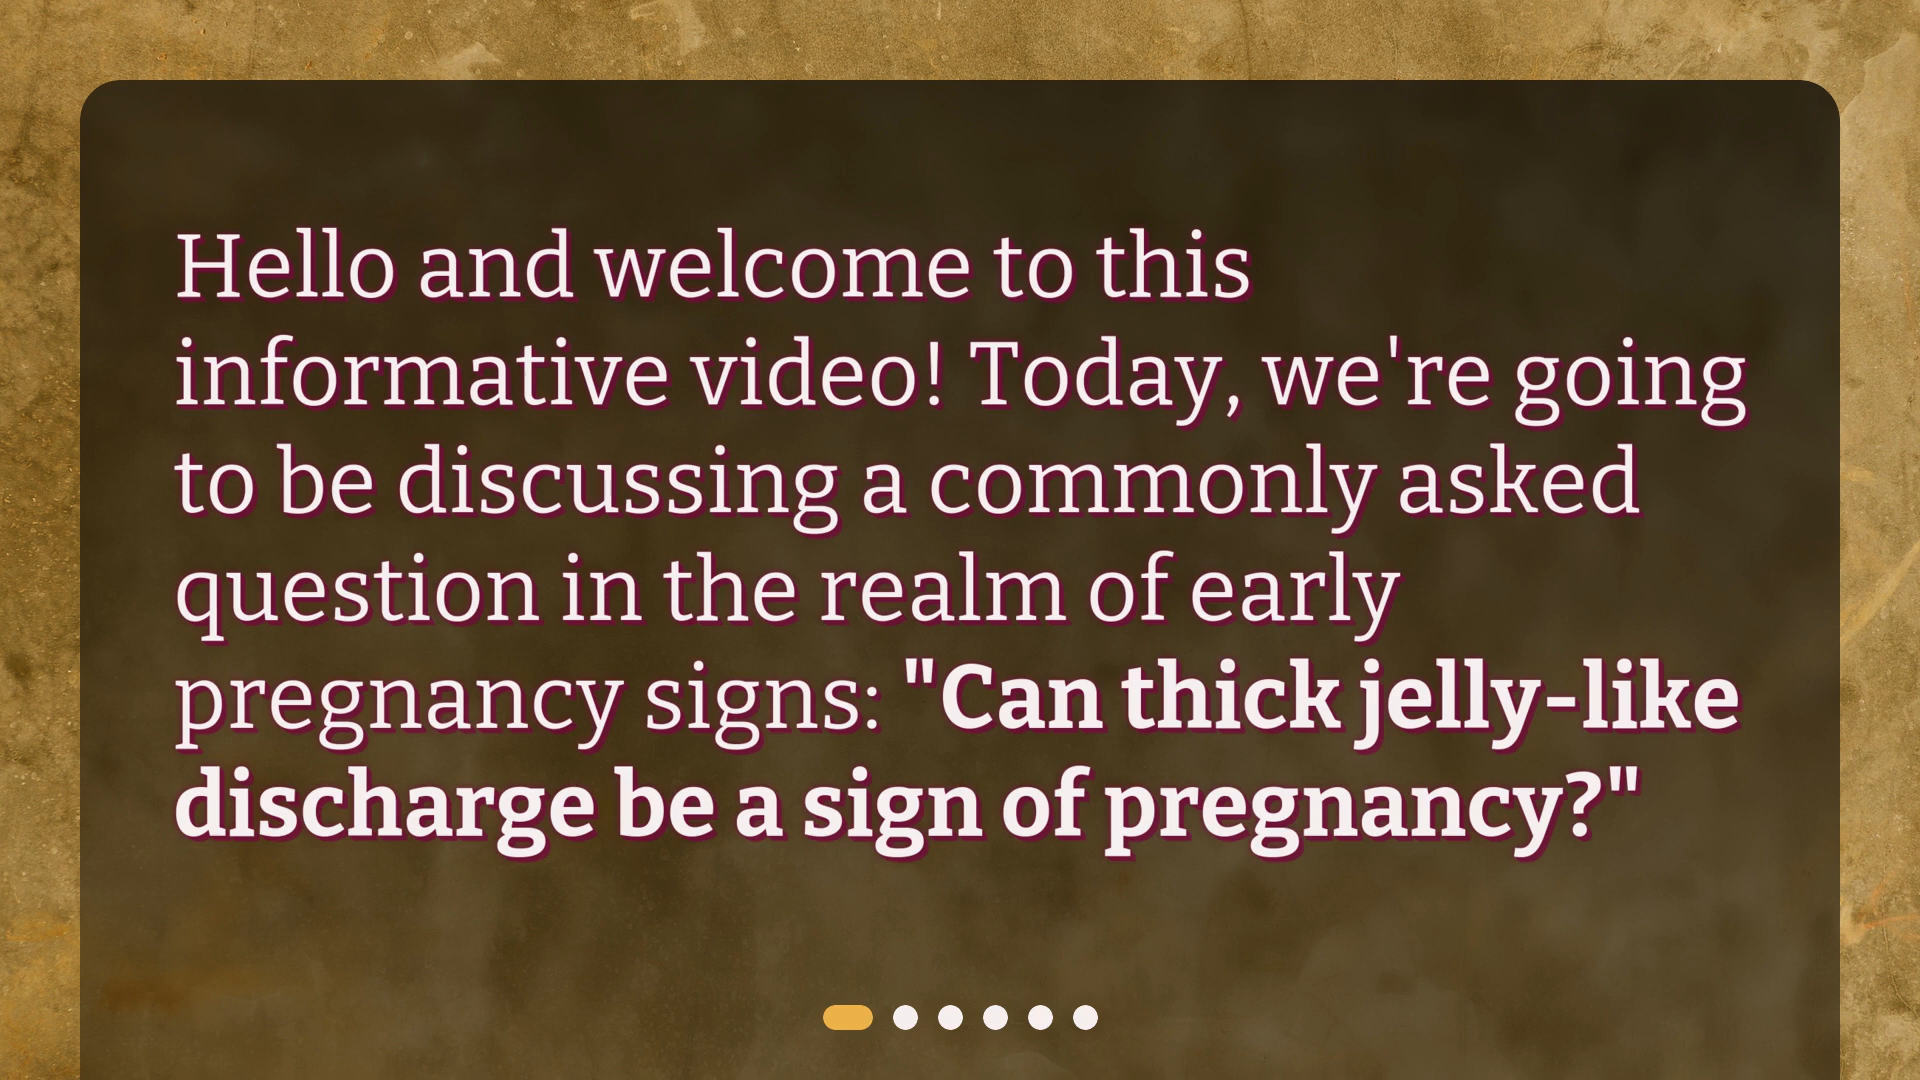 Hello and welcome to this
informative video! Today, we're going
to be discussing a commonly asked
question in the realm of early
pregnancy signs: "Can thick jelly-like
discharge be a sign of pregnancy?"